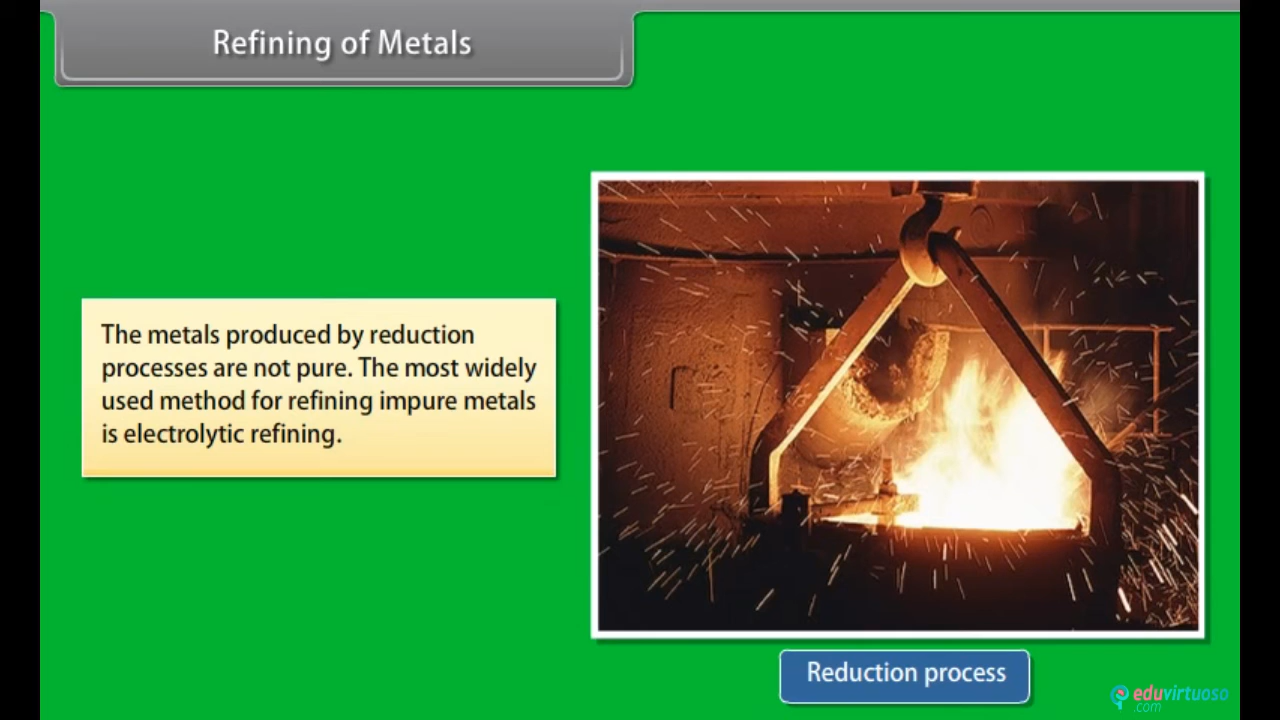 Refining of Metals
The metals produced by reduction
processes are not pure. The most widely
used method for refining impure metals
is electrolytic refining.
Reduction process
eduvirtuoso
.com